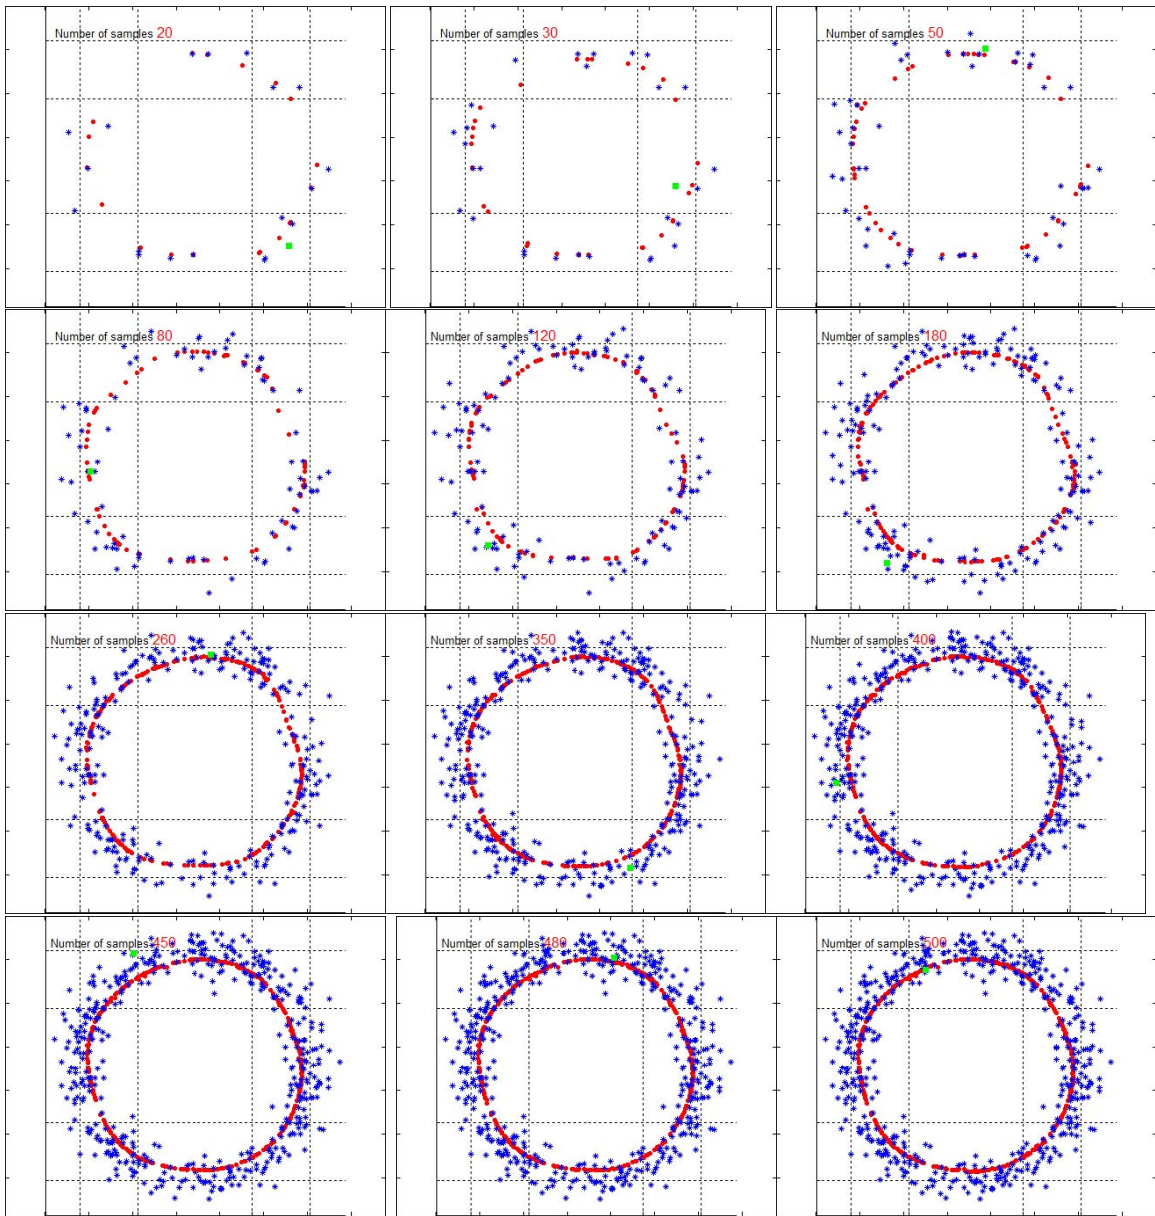 Number of samples 20
Number of samples 30
Number of samples 50
Number of samples 80
Number of samples 120
Number of samples 180
Number of samples 260
Number of samples 350
Number of samples 400
Number of samples 450
Number of samples 480
Number of samples 500